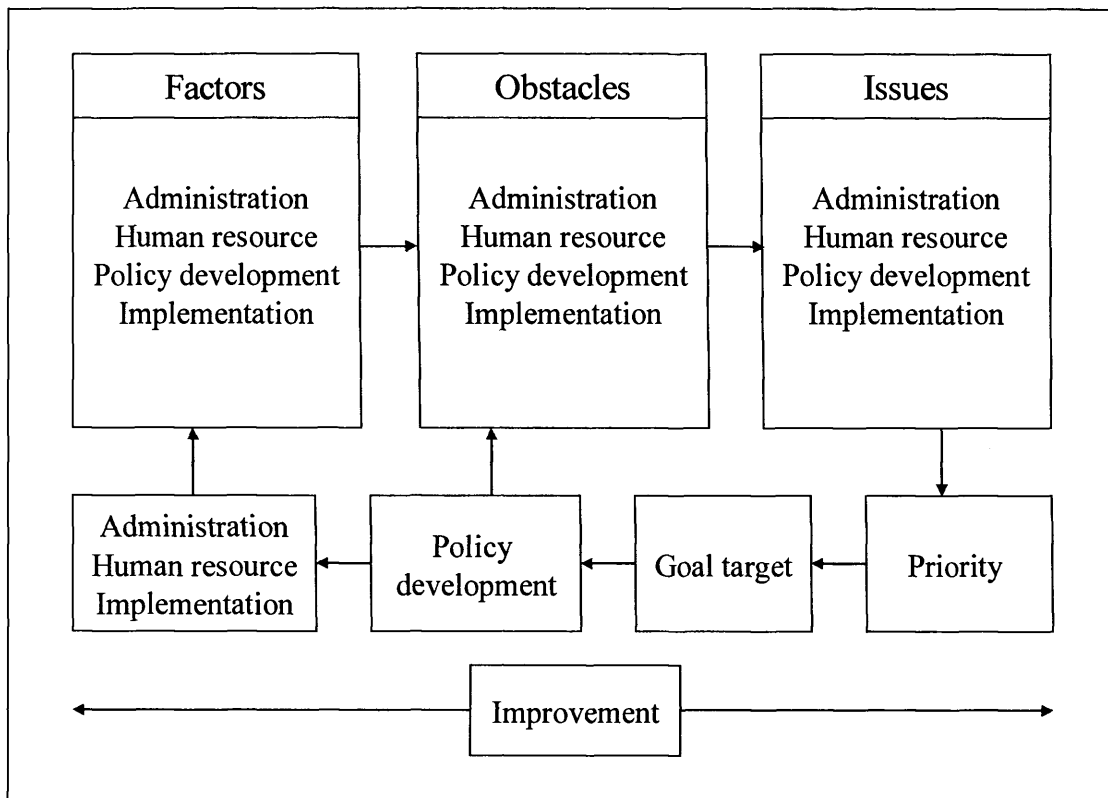 Factors
Administration
Human resource
Policy development
Implementation
Obstacles
Administration
Human resource
Policy development
Implementation
Issues
Administration
Human resource
Policy development
Implementation
Administration
Human resource
Implementation
Policy
development
Goal target
Priority
Improvement